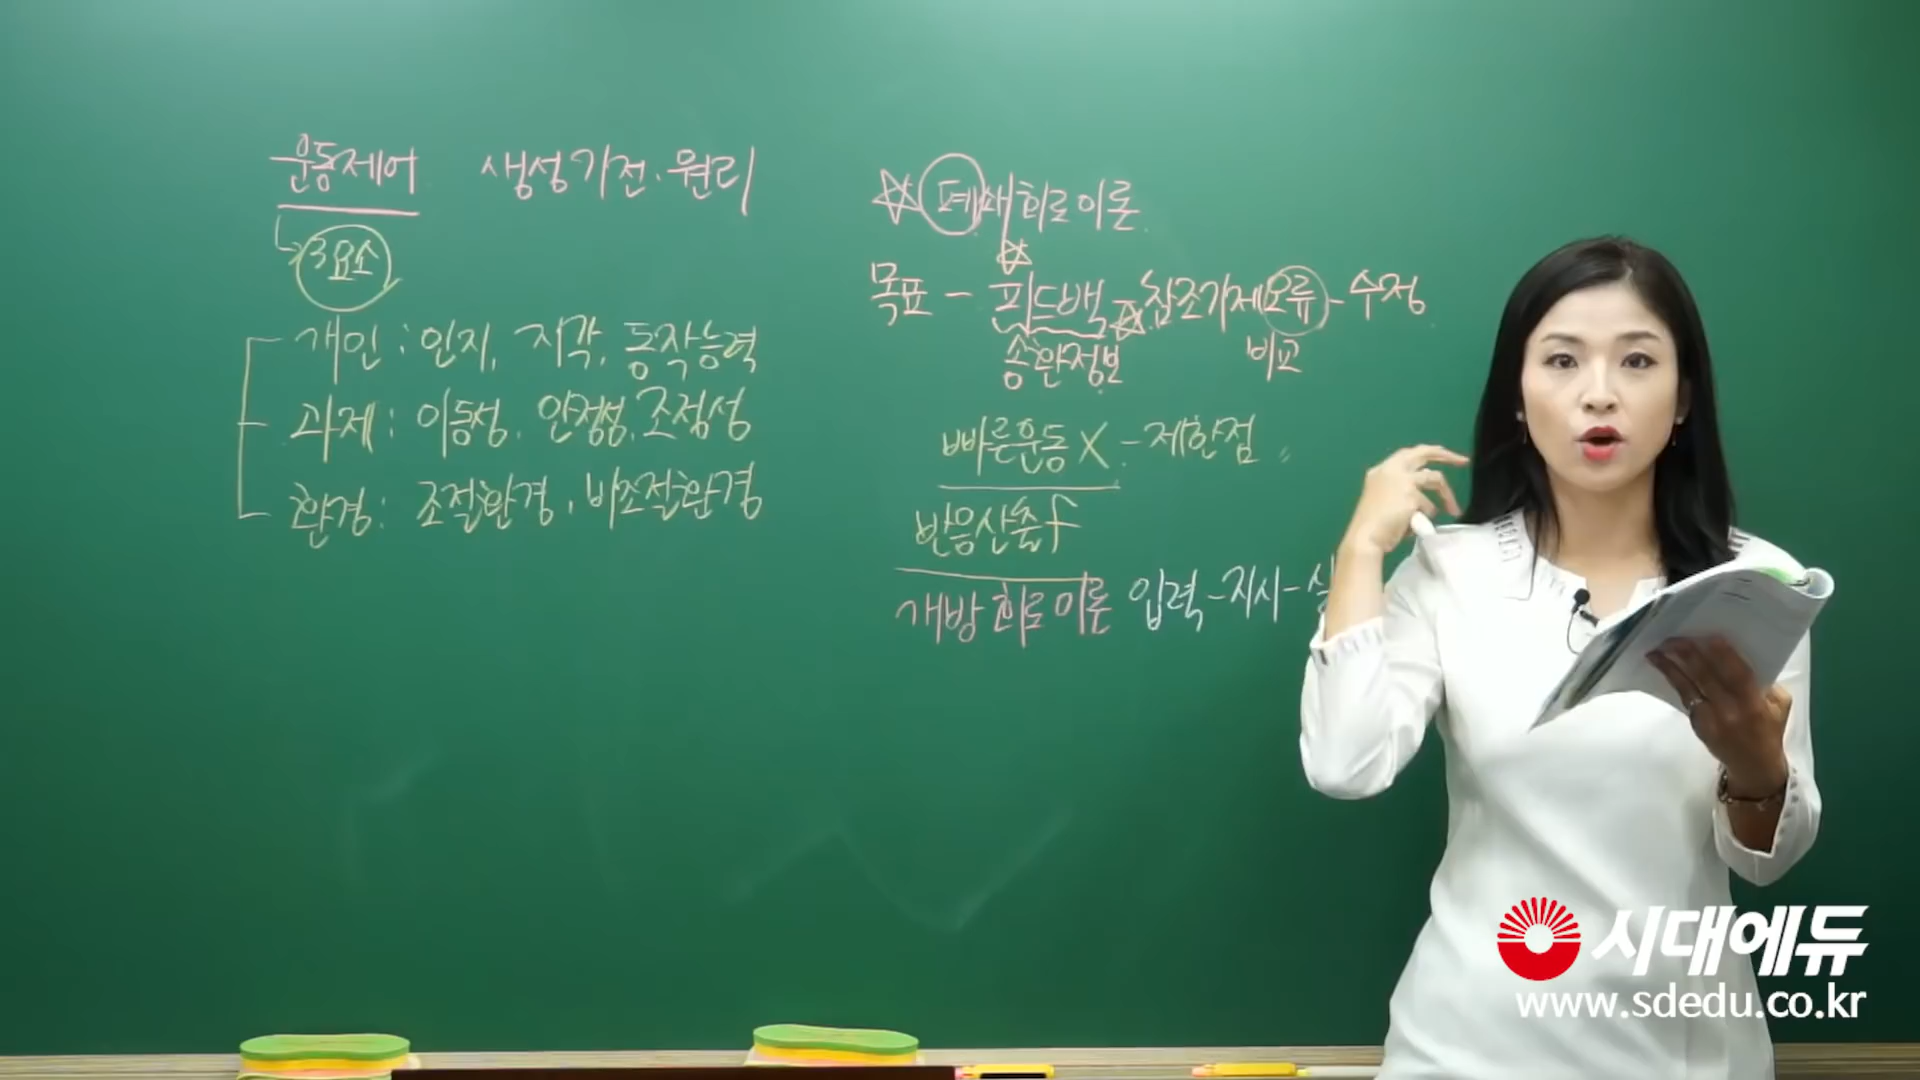 운동제어 생성기전·원리
3요소
개인 : 인지, 지각, 동작능력
과제 : 이동성, 안정성, 조작성
환경 : 조절환경, 비조절환경
☆ 폐쇄회로이론
목표 - 피드백 ☆ 참조기제 오류 - 수정
송환정보 비교
빠른운동 X - 제한점
반응산출 f
개방회로이론 입력 - 지시 -
시대에듀
www.sdedu.co.kr